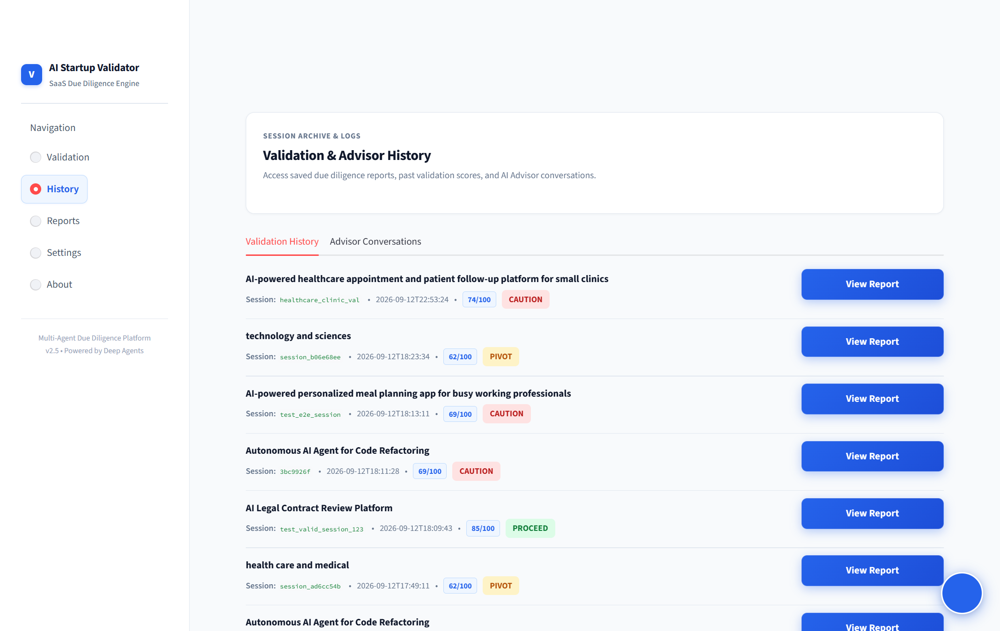 V
AI Startup Validator
SaaS Due Diligence Engine
Navigation
Validation
History
Reports
Settings
About
Multi-Agent Due Diligence Platform
v2.5 • Powered by Deep Agents
SESSION ARCHIVE & LOGS
Validation & Advisor History
Access saved due diligence reports, past validation scores, and AI Advisor conversations.
Validation History Advisor Conversations
AI-powered healthcare appointment and patient follow-up platform for small clinics
Session: healthcare_clinic_val • 2026-09-12T22:53:24 • 74/100 CAUTION
View Report
technology and sciences
Session: session_b06e68ee • 2026-09-12T18:23:34 • 62/100 PIVOT
View Report
AI-powered personalized meal planning app for busy working professionals
Session: test_e2e_session • 2026-09-12T18:13:11 • 69/100 CAUTION
View Report
Autonomous AI Agent for Code Refactoring
Session: 3bc9926f • 2026-09-12T18:11:28 • 69/100 CAUTION
View Report
AI Legal Contract Review Platform
Session: test_valid_session_123 • 2026-09-12T18:09:43 • 85/100 PROCEED
View Report
health care and medical
Session: session_ad6cc54b • 2026-09-12T17:49:11 • 62/100 PIVOT
View Report
Autonomous AI Agent for Code Refactoring
View Report